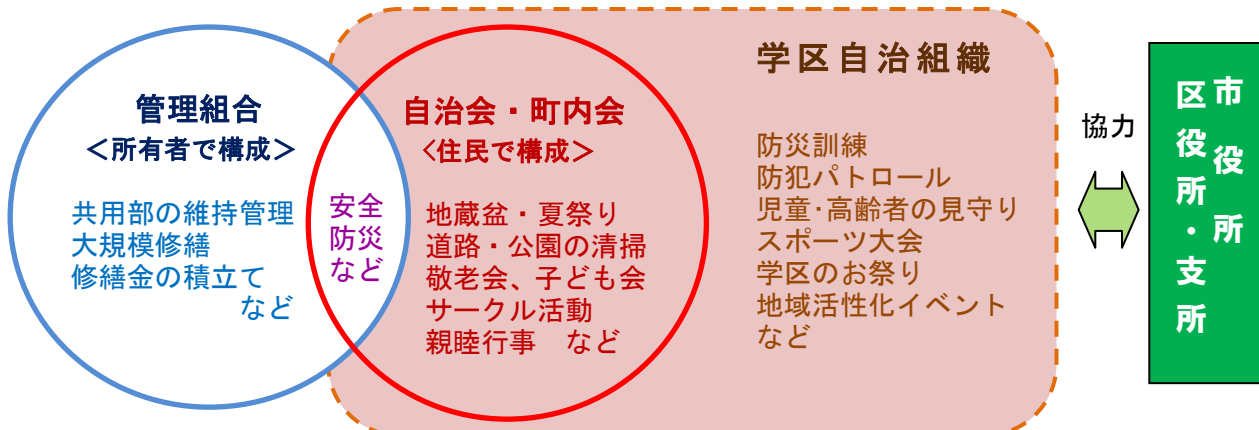 管理組合
＜所有者で構成＞
共用部の維持管理
大規模修繕
修繕金の積立て
など
安全
防災
など
自治会・町内会
<住民で構成＞
地蔵盆・夏祭り
道路・公園の清掃
敬老会、子ども会
サークル活動
親睦行事　など
学区自治組織
防災訓練
防犯パトロール
児童･高齢者の見守り
スポーツ大会
学区のお祭り
地域活性化イベント
など
協力
市役所
区役所・支所